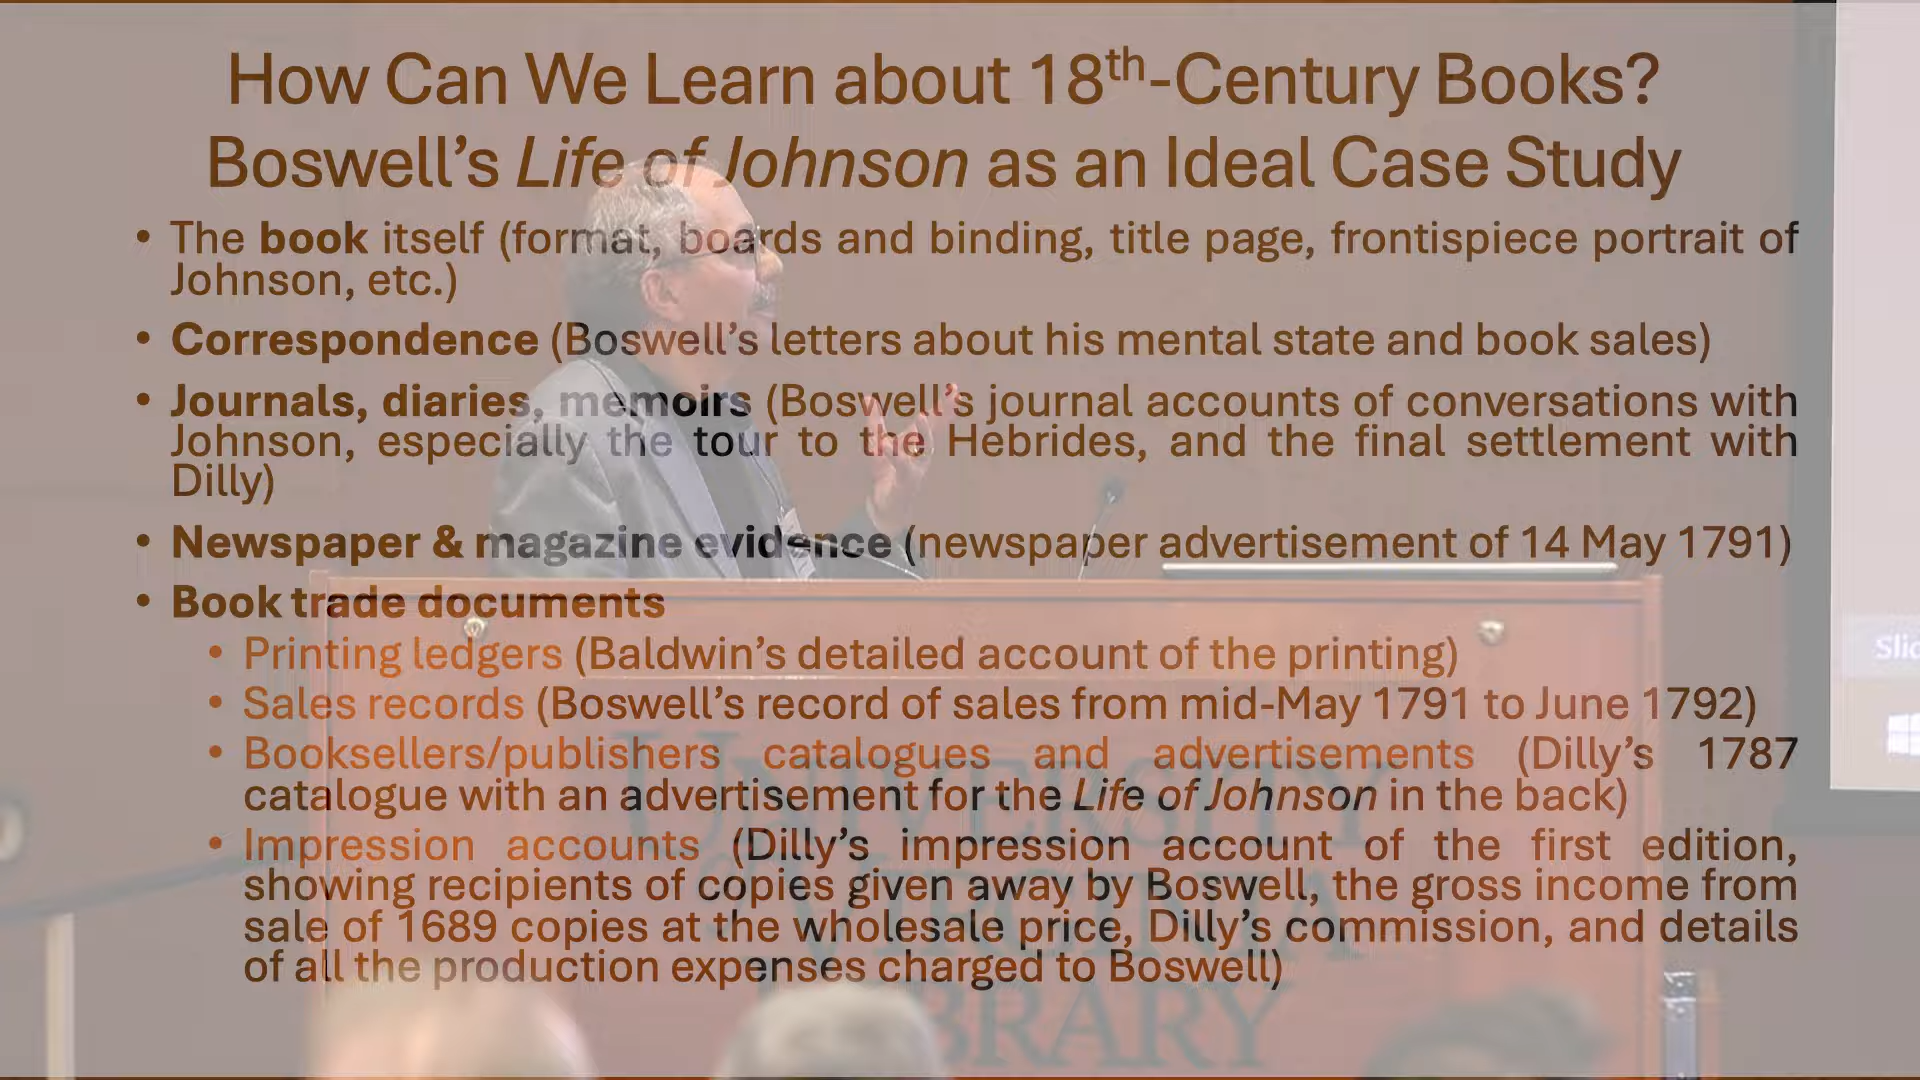 How Can We Learn about 18th-Century Books?
Boswell's Life of Johnson as an Ideal Case Study
• The book itself (format, boards and binding, title page, frontispiece portrait of
Johnson, etc.)
• Correspondence (Boswell's letters about his mental state and book sales)
• Journals, diaries, memoirs (Boswell's journal accounts of conversations with
Johnson, especially the tour to the Hebrides, and the final settlement with
Dilly)
• Newspaper & magazine evidence (newspaper advertisement of 14 May 1791)
• Book trade documents
• Printing ledgers (Baldwin's detailed account of the printing)
• Sales records (Boswell's record of sales from mid-May 1791 to June 1792)
• Booksellers/publishers catalogues and advertisements (Dilly's 1787
catalogue with an advertisement for the Life of Johnson in the back)
• Impression accounts (Dilly's impression account of the first edition,
showing recipients of copies given away by Boswell, the gross income from
sale of 1689 copies at the wholesale price, Dilly's commission, and details
of all the production expenses charged to Boswell)
UNIVERSITY
OF
VIRGINIA
LIBRARY